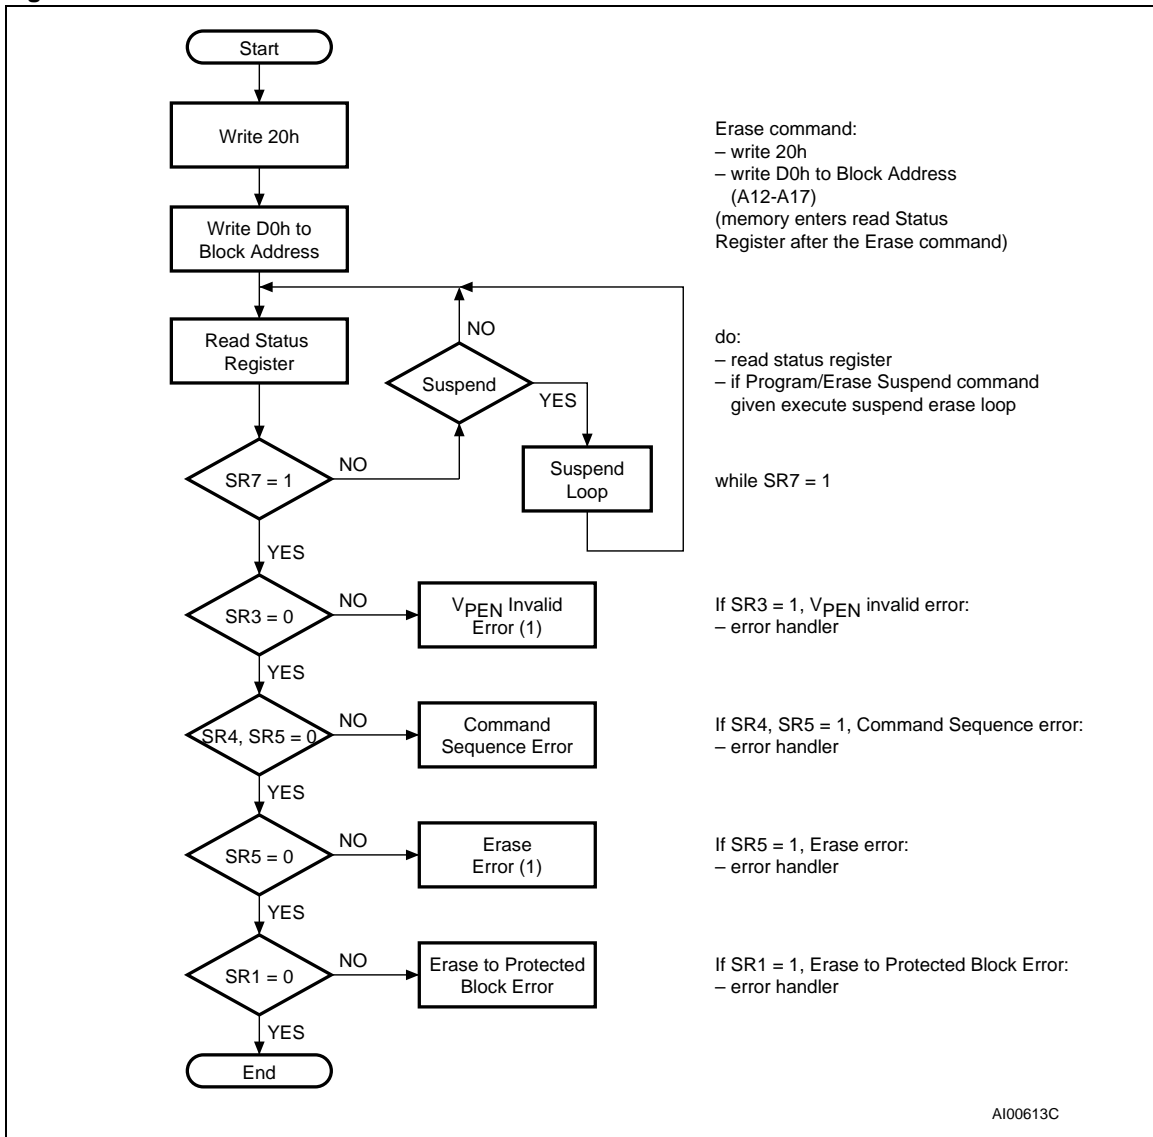 Start
Write 20h
Erase command:
– write 20h
– write D0h to Block Address
(A12-A17)
(memory enters read Status
Register after the Erase command)
Write D0h to
Block Address
NO
Read Status
Register
Suspend
YES
do:
– read status register
– if Program/Erase Suspend command
given execute suspend erase loop
SR7 = 1
NO
Suspend
Loop
while SR7 = 1
YES
SR3 = 0
NO
VPEN Invalid
Error (1)
If SR3 = 1, VPEN invalid error:
– error handler
YES
SR4, SR5 = 0
NO
Command
Sequence Error
If SR4, SR5 = 1, Command Sequence error:
– error handler
YES
SR5 = 0
NO
Erase
Error (1)
If SR5 = 1, Erase error:
– error handler
YES
SR1 = 0
NO
Erase to Protected
Block Error
If SR1 = 1, Erase to Protected Block Error:
– error handler
YES
End
AI00613C